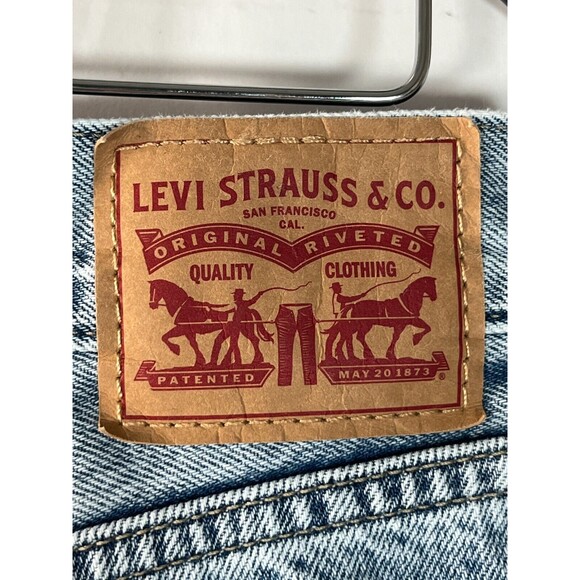 LEVI STRAUSS & CO.
SAN FRANCISCO
CAL.
ORIGINAL RIVETED
QUALITY CLOTHING
PATENTED MAY 20 1873
®